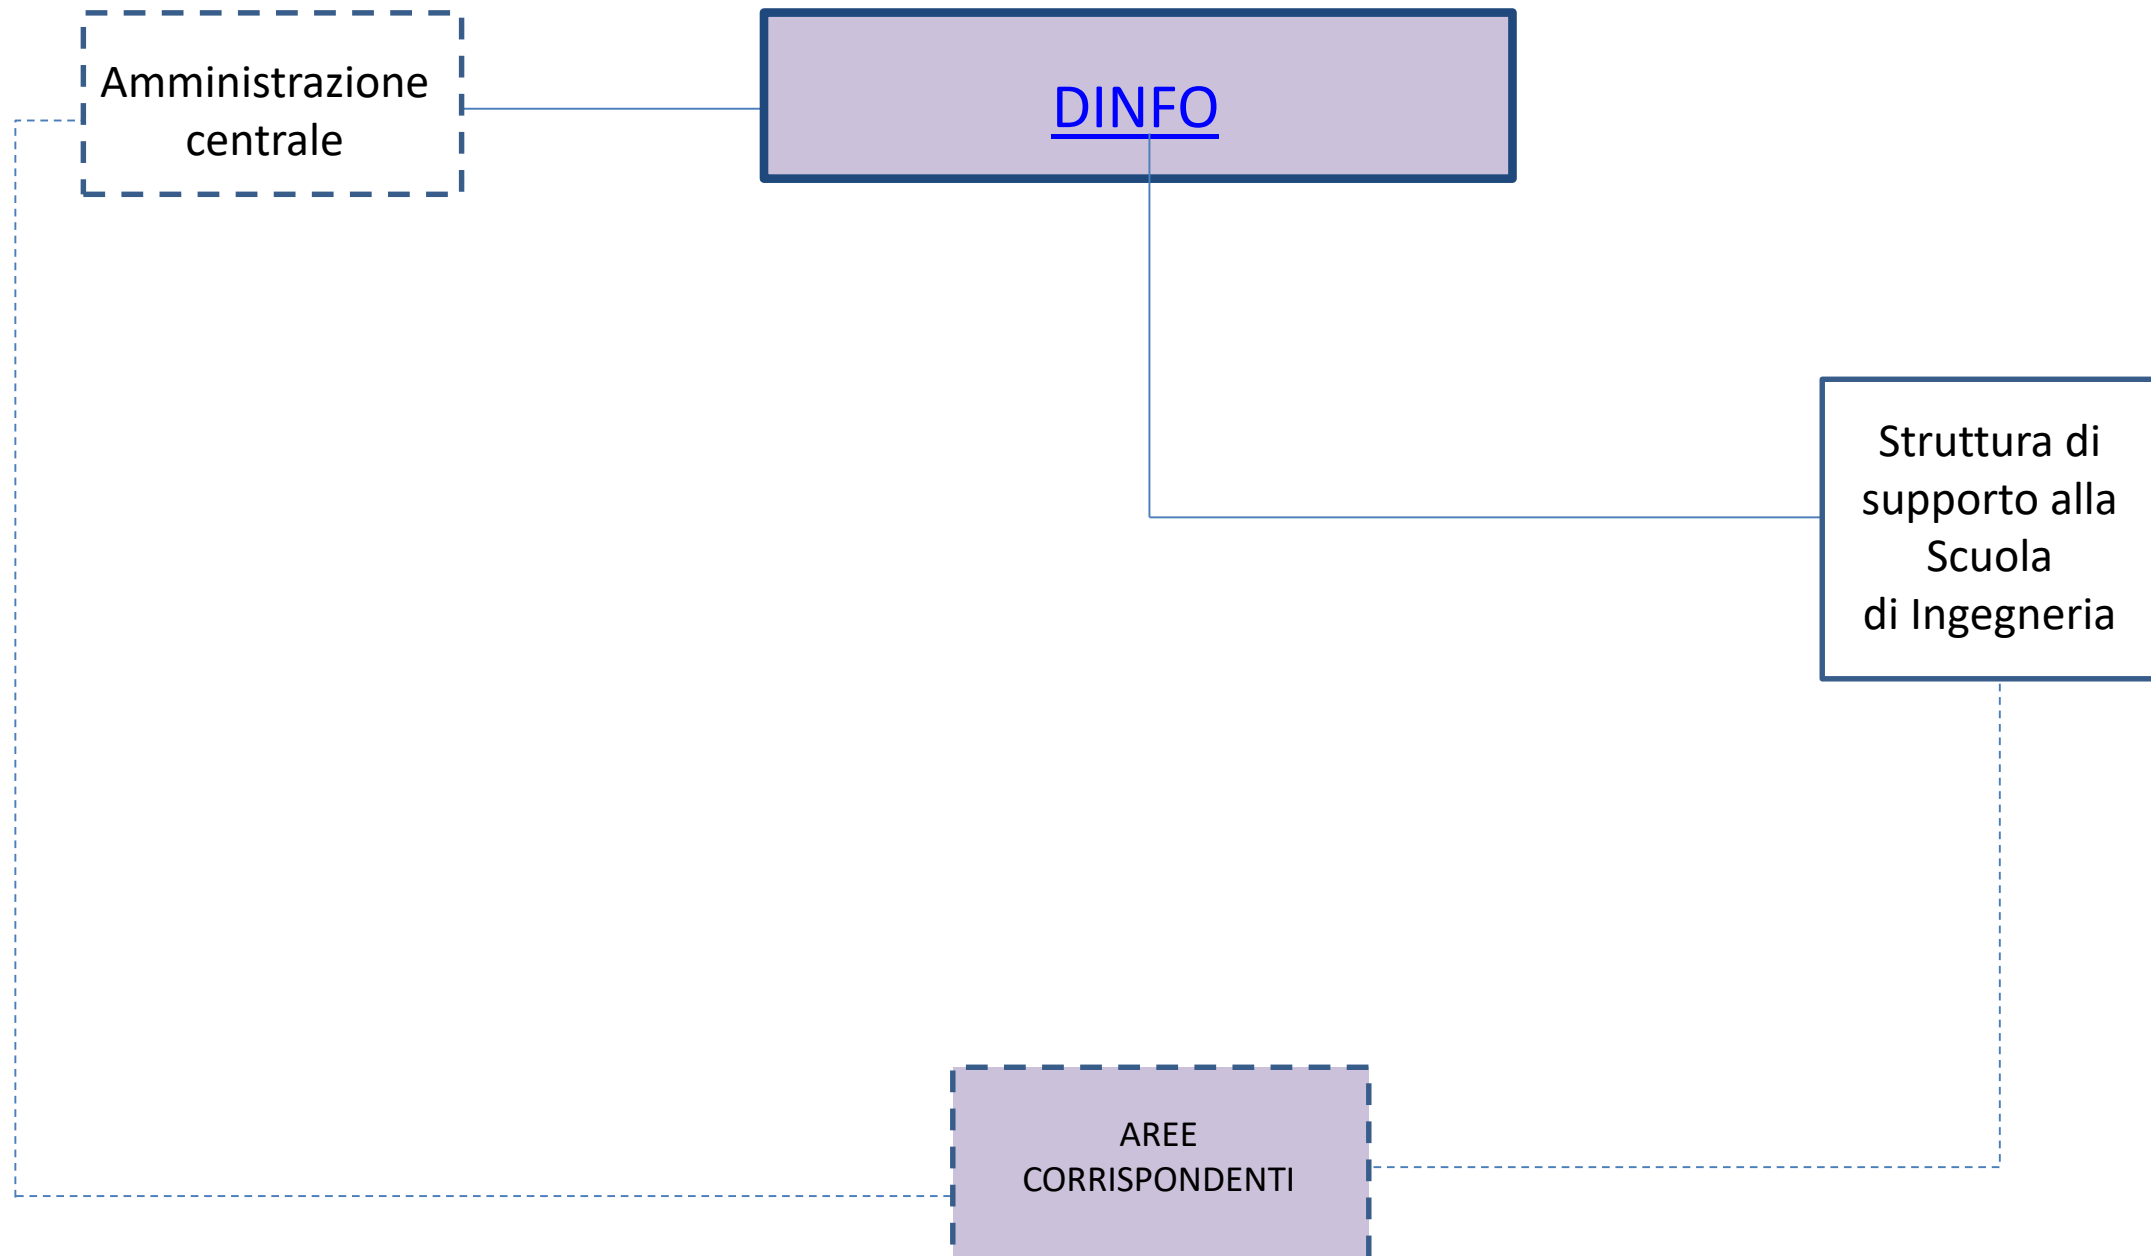 Amministrazione
centrale
DINFO
Struttura di
supporto alla
Scuola
di Ingegneria
AREE
CORRISPONDENTI